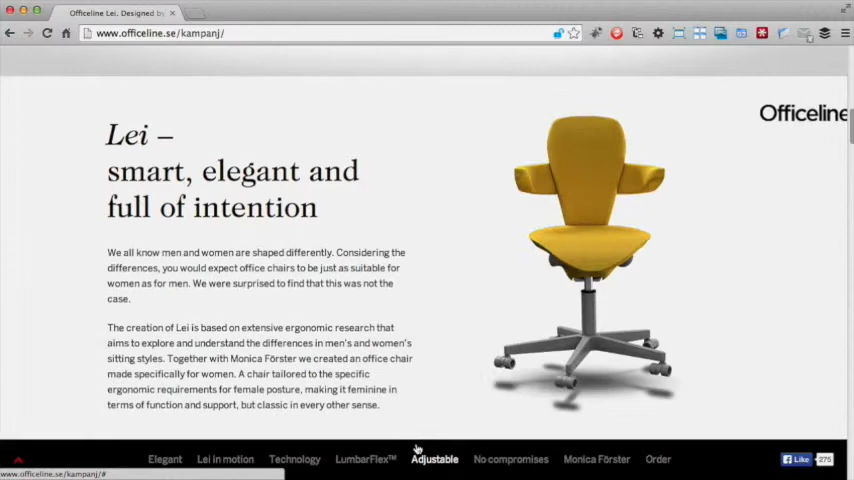 Officeline Lei. Designed by
www.officeline.se/kampanj/
Officeline
Lei –
smart, elegant and
full of intention
We all know men and women are shaped differently. Considering the
differences, you would expect office chairs to be just as suitable for
women as for men. We were surprised to find that this was not the
case.
The creation of Lei is based on extensive ergonomic research that
aims to explore and understand the differences in men's and women's
sitting styles. Together with Monica Förster we created an office chair
made specifically for women. A chair tailored to the specific
ergonomic requirements for female posture, making it feminine in
terms of function and support, but classic in every other sense.
Elegant Lei in motion Technology LumbarFlex™ Adjustable No compromises Monica Förster Order Like 275
www.officeline.se/kampanj/#